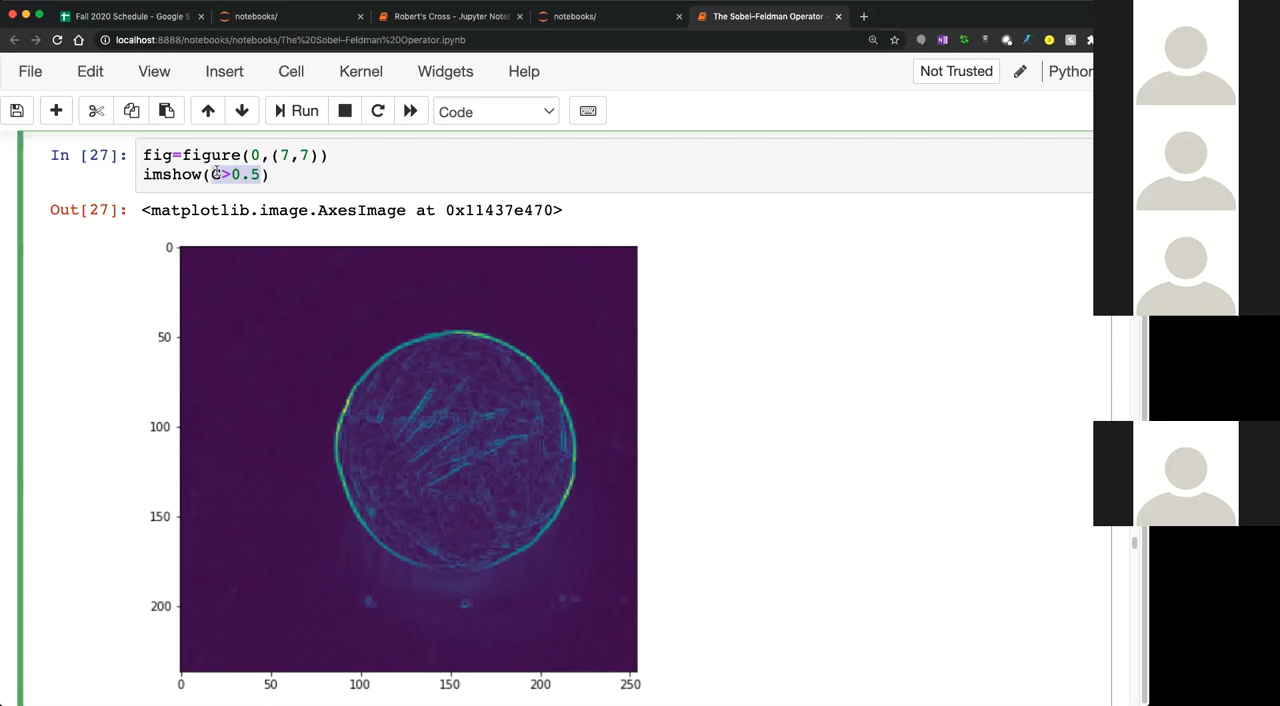 Fall 2020 Schedule - Google S
notebooks/
Robert's Cross - Jupyter Note
notebooks/
The Sobel–Feldman Operator -
localhost:8888/notebooks/notebooks/The%20Sobel–Feldman%20Operator.ipynb
File Edit View Insert Cell Kernel Widgets Help Not Trusted Python
Run Code
In [27]: fig=figure(0,(7,7))
imshow(G>0.5)
Out[27]: <matplotlib.image.AxesImage at 0x11437e470>
0
50
100
150
200
0 50 100 150 200 250